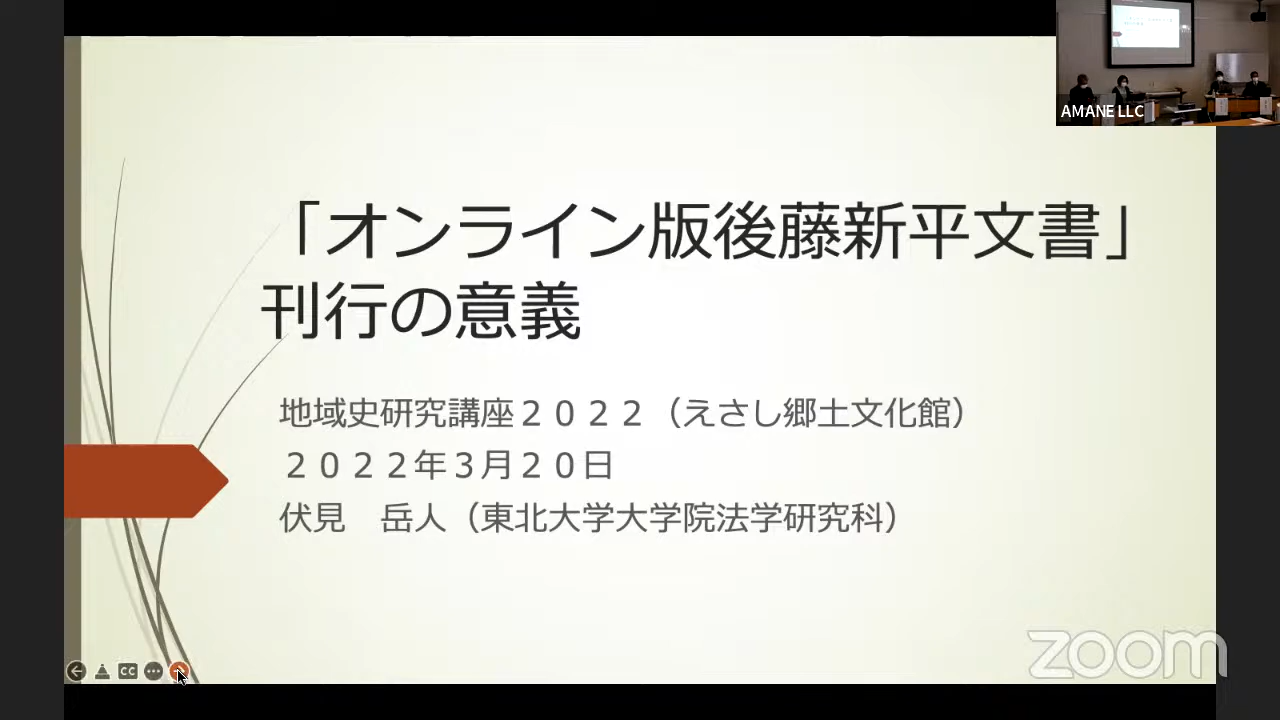 AMANE LLC
「オンライン版後藤新平文書」
刊行の意義
地域史研究講座２０２２（えさし郷土文化館）
２０２２年３月２０日
伏見　岳人（東北大学大学院法学研究科）
CC
zoom